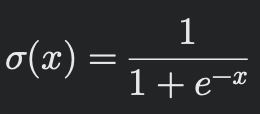 σ(x) = 1 / (1 + e^{-x})